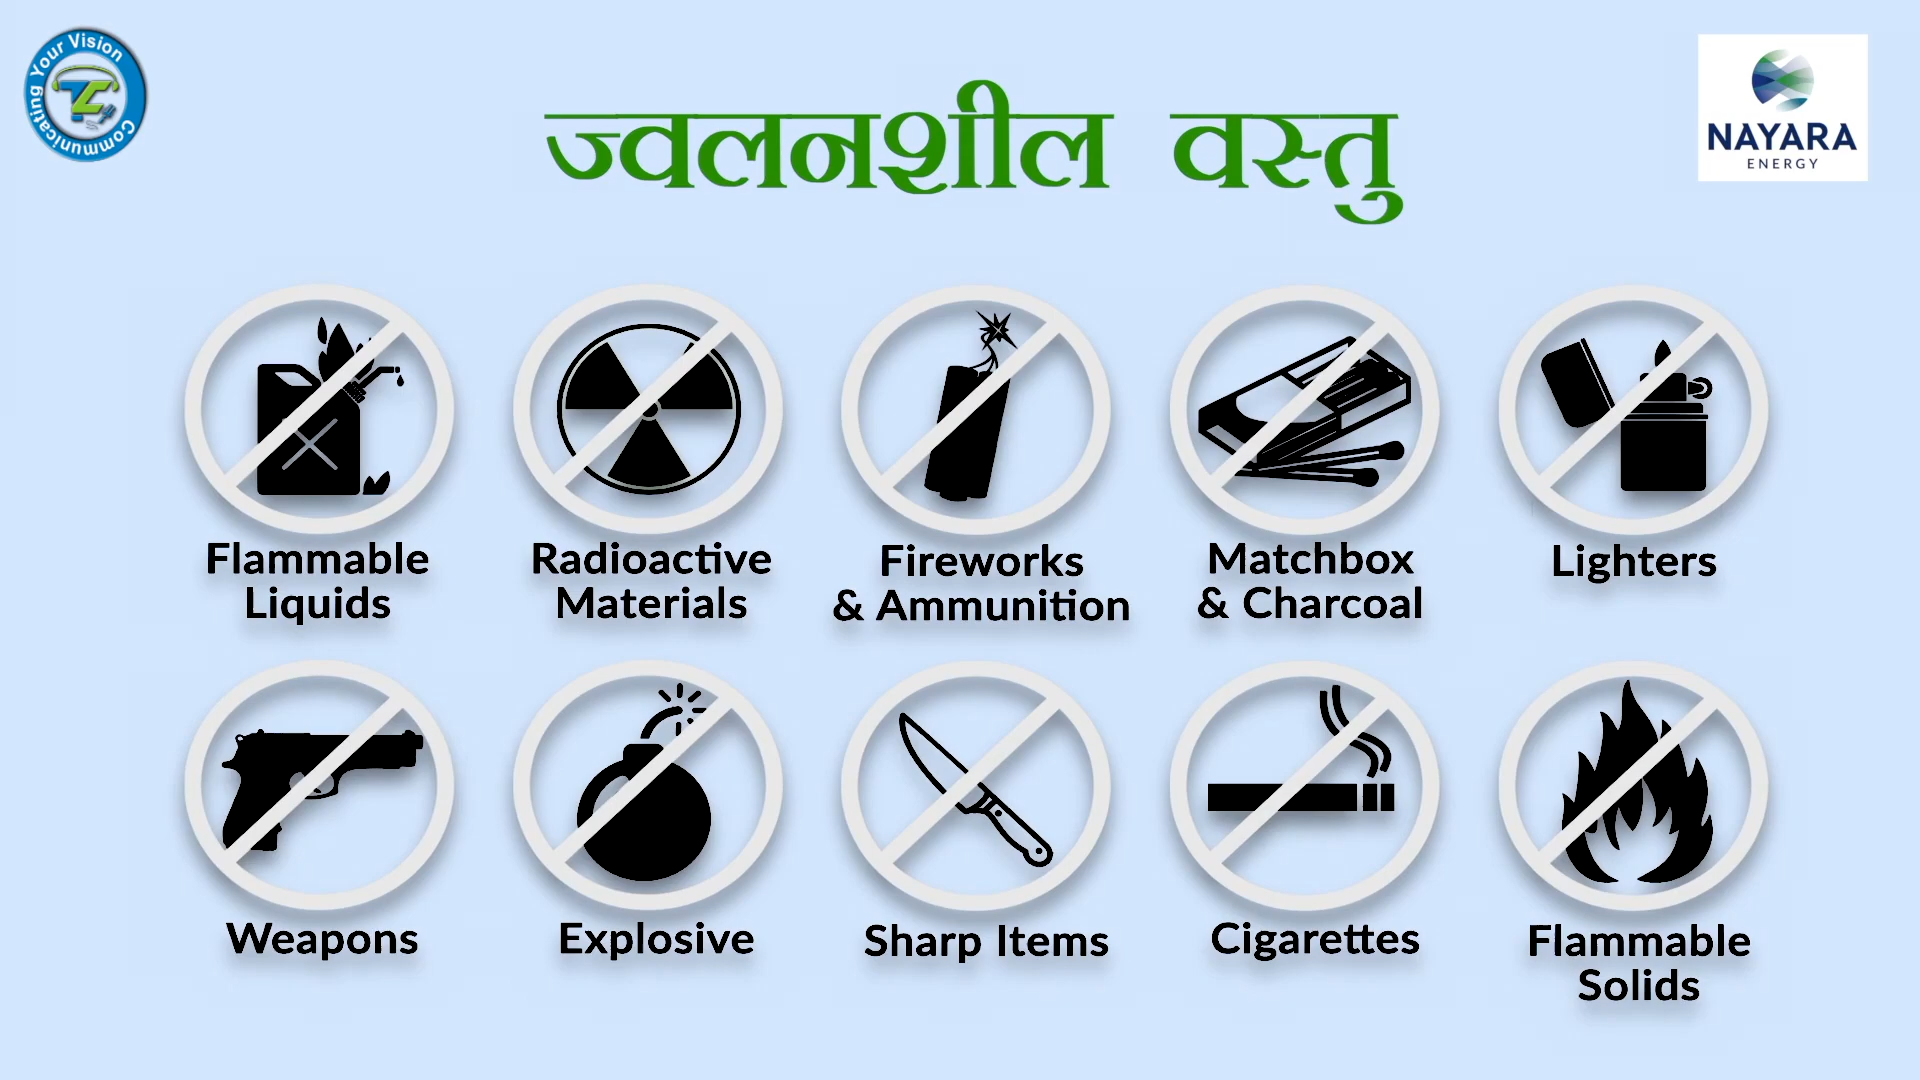 Communicating Your Vision
TC
NAYARA
ENERGY
ज्वलनशील वस्तु
Flammable
Liquids
Radioactive
Materials
Fireworks
& Ammunition
Matchbox
& Charcoal
Lighters
Weapons
Explosive
Sharp Items
Cigarettes
Flammable
Solids